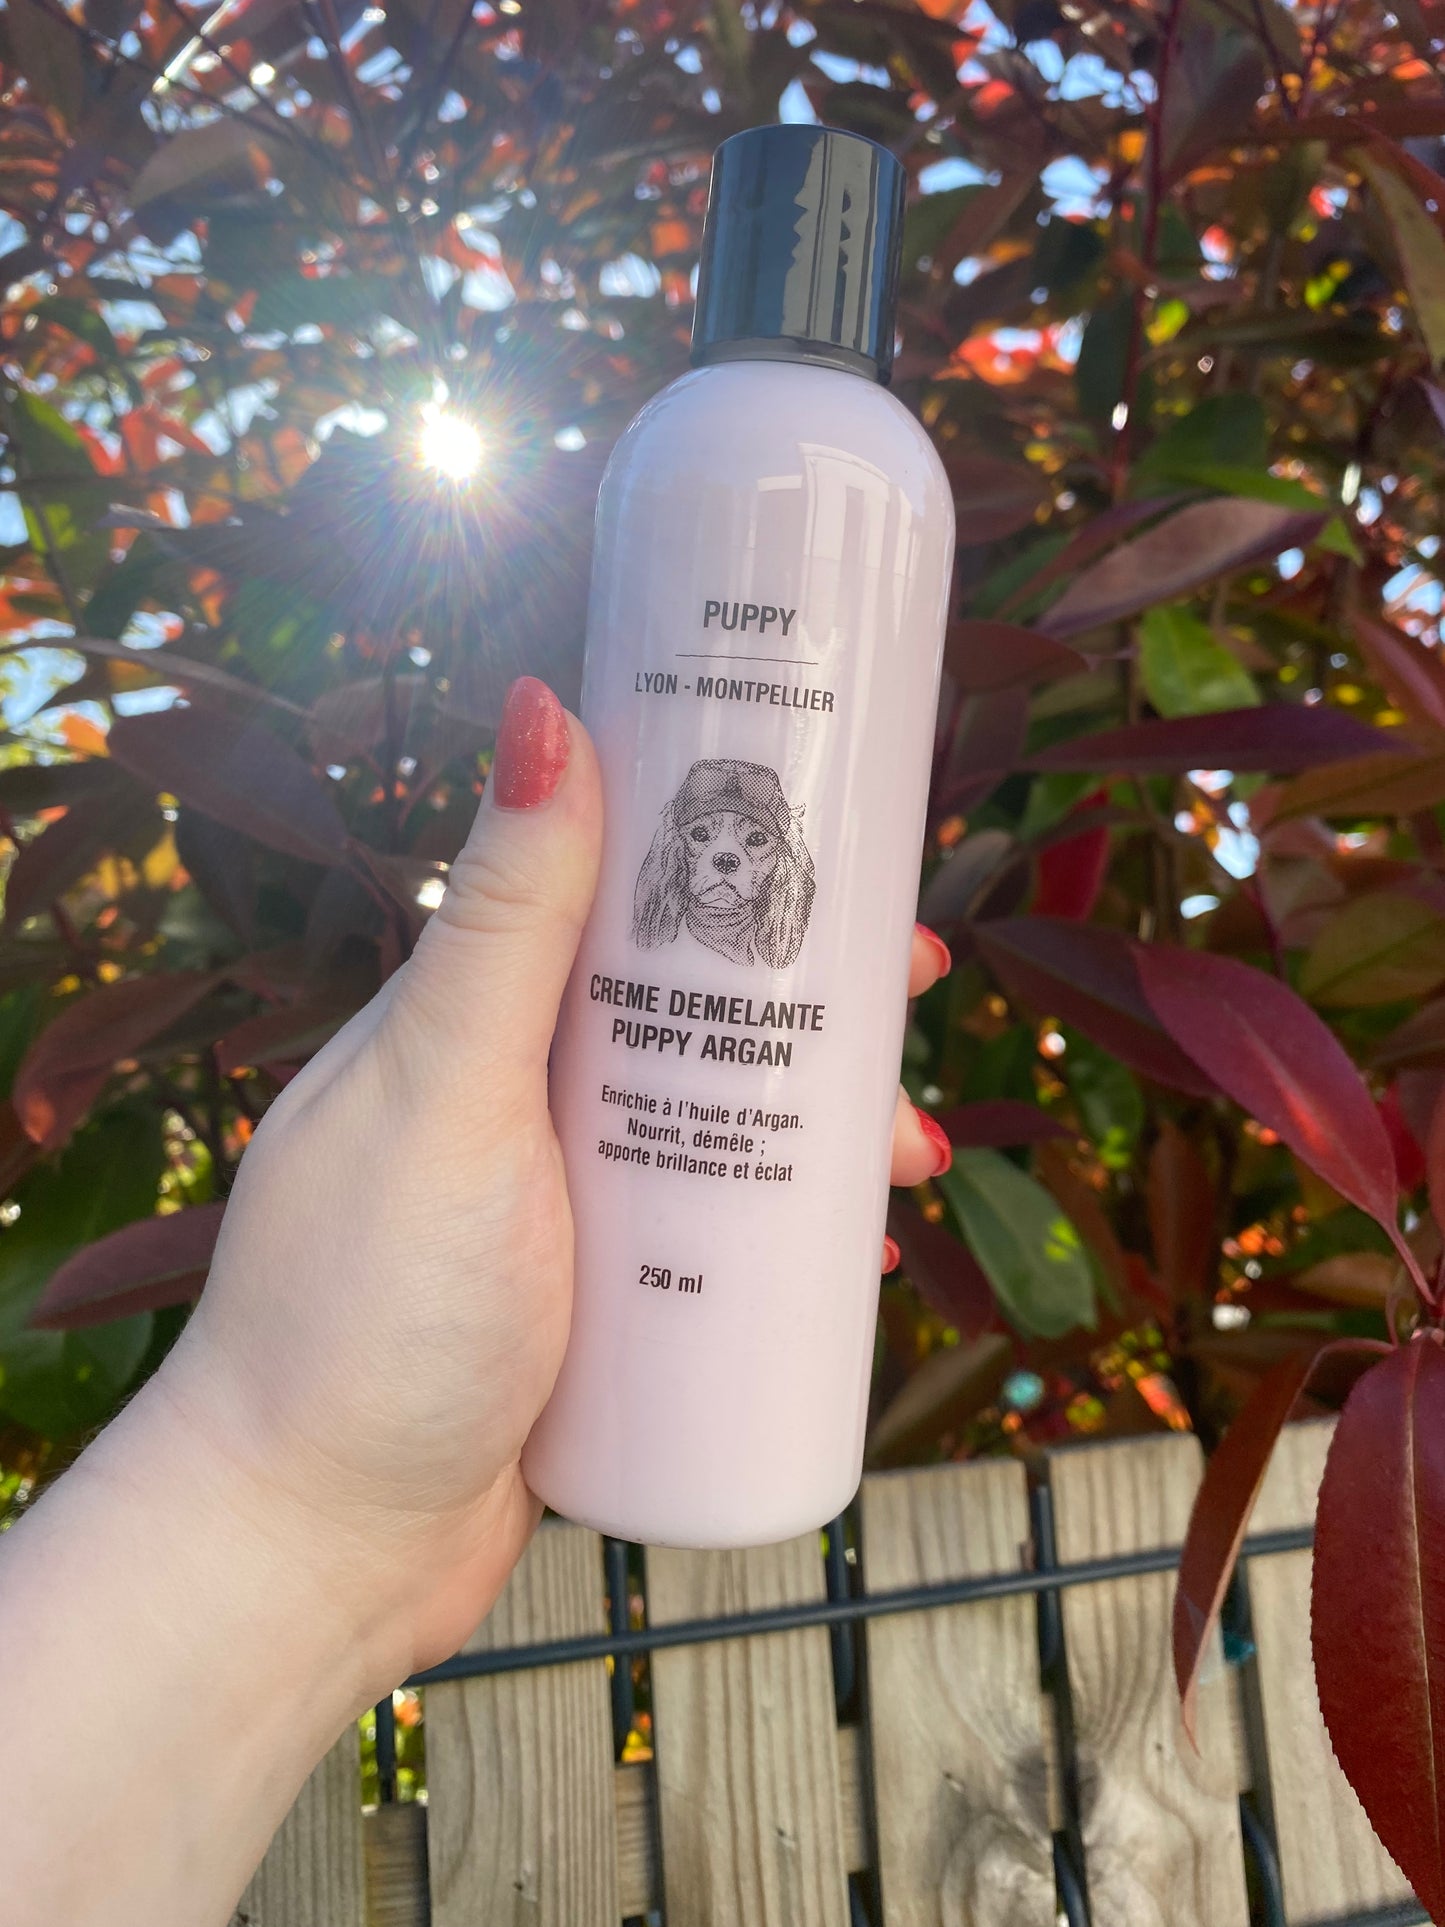 PUPPY
LYON - MONTPELLIER
CREME DEMELANTE
PUPPY ARGAN
Enrichie à l'huile d'Argan.
Nourrit, démêle ;
apporte brillance et éclat
250 ml